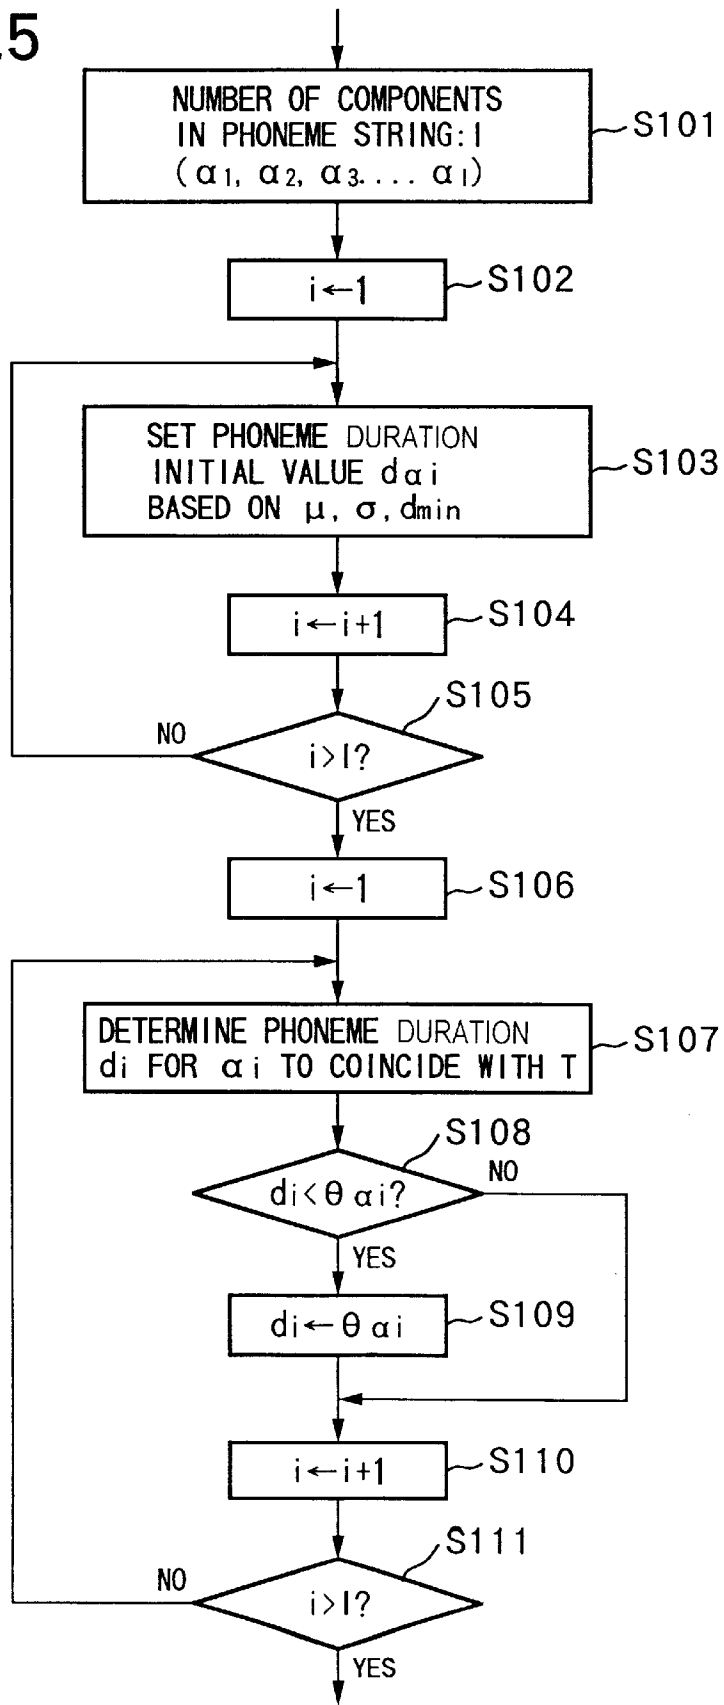 15
NUMBER OF COMPONENTS
IN PHONEME STRING:I
(α1, α2, α3.... αI)
S101
i←1
S102
SET PHONEME DURATION
INITIAL VALUE dαi
BASED ON μ, σ, dmin
S103
i←i+1
S104
i>I?
S105
NO
YES
i←1
S106
DETERMINE PHONEME DURATION
di FOR αi TO COINCIDE WITH T
S107
di<θαi?
S108
NO
YES
di←θαi
S109
i←i+1
S110
i>I?
S111
NO
YES